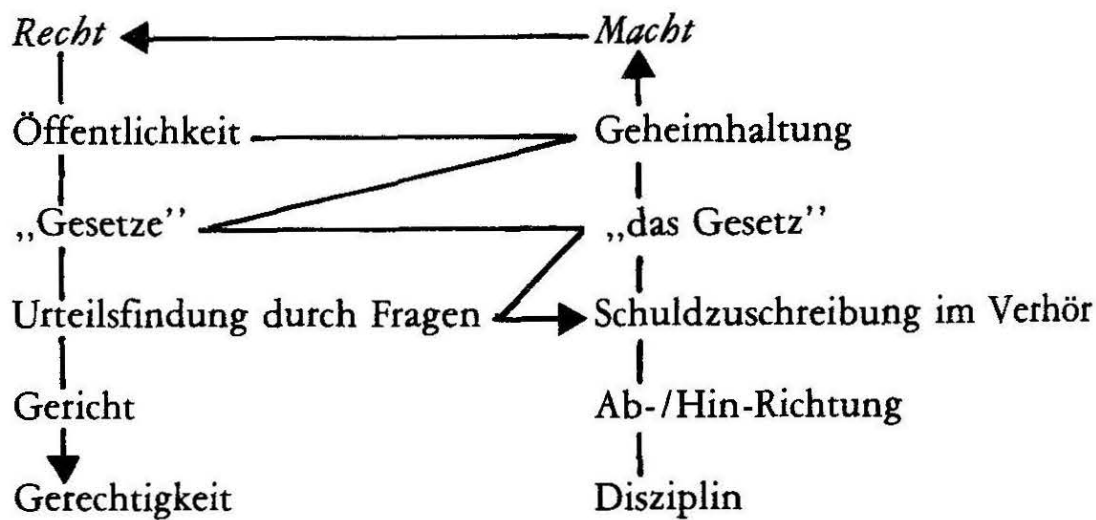 Recht Macht
Öffentlichkeit Geheimhaltung
„Gesetze” „das Gesetz”
Urteilsfindung durch Fragen Schuldzuschreibung im Verhör
Gericht Ab-/Hin-Richtung
Gerechtigkeit Disziplin